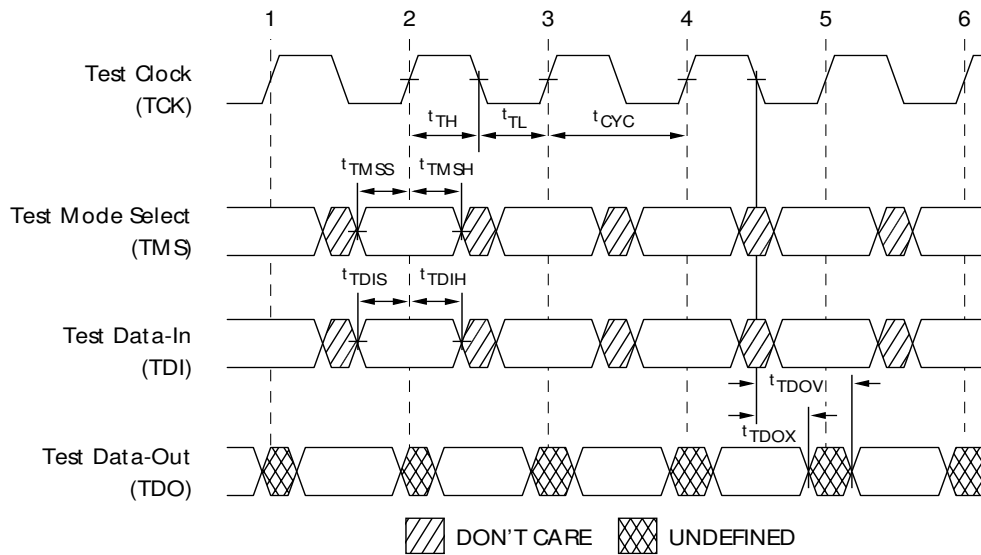 1 2 3 4 5 6
Test Clock
(TCK)
tTH tTL tCYC
tTMSS tTMSH
Test Mode Select
(TMS)
tTDIS tTDIH
Test Data-In
(TDI)
tTDOV
tTDOX
Test Data-Out
(TDO)
DON'T CARE UNDEFINED